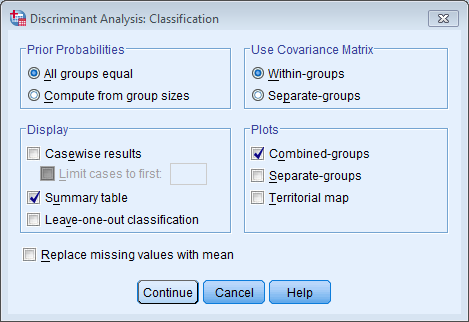 Discriminant Analysis: Classification
Prior Probabilities
All groups equal
Compute from group sizes
Use Covariance Matrix
Within-groups
Separate-groups
Display
Casewise results
Limit cases to first:
Summary table
Leave-one-out classification
Plots
Combined-groups
Separate-groups
Territorial map
Replace missing values with mean
Continue Cancel Help